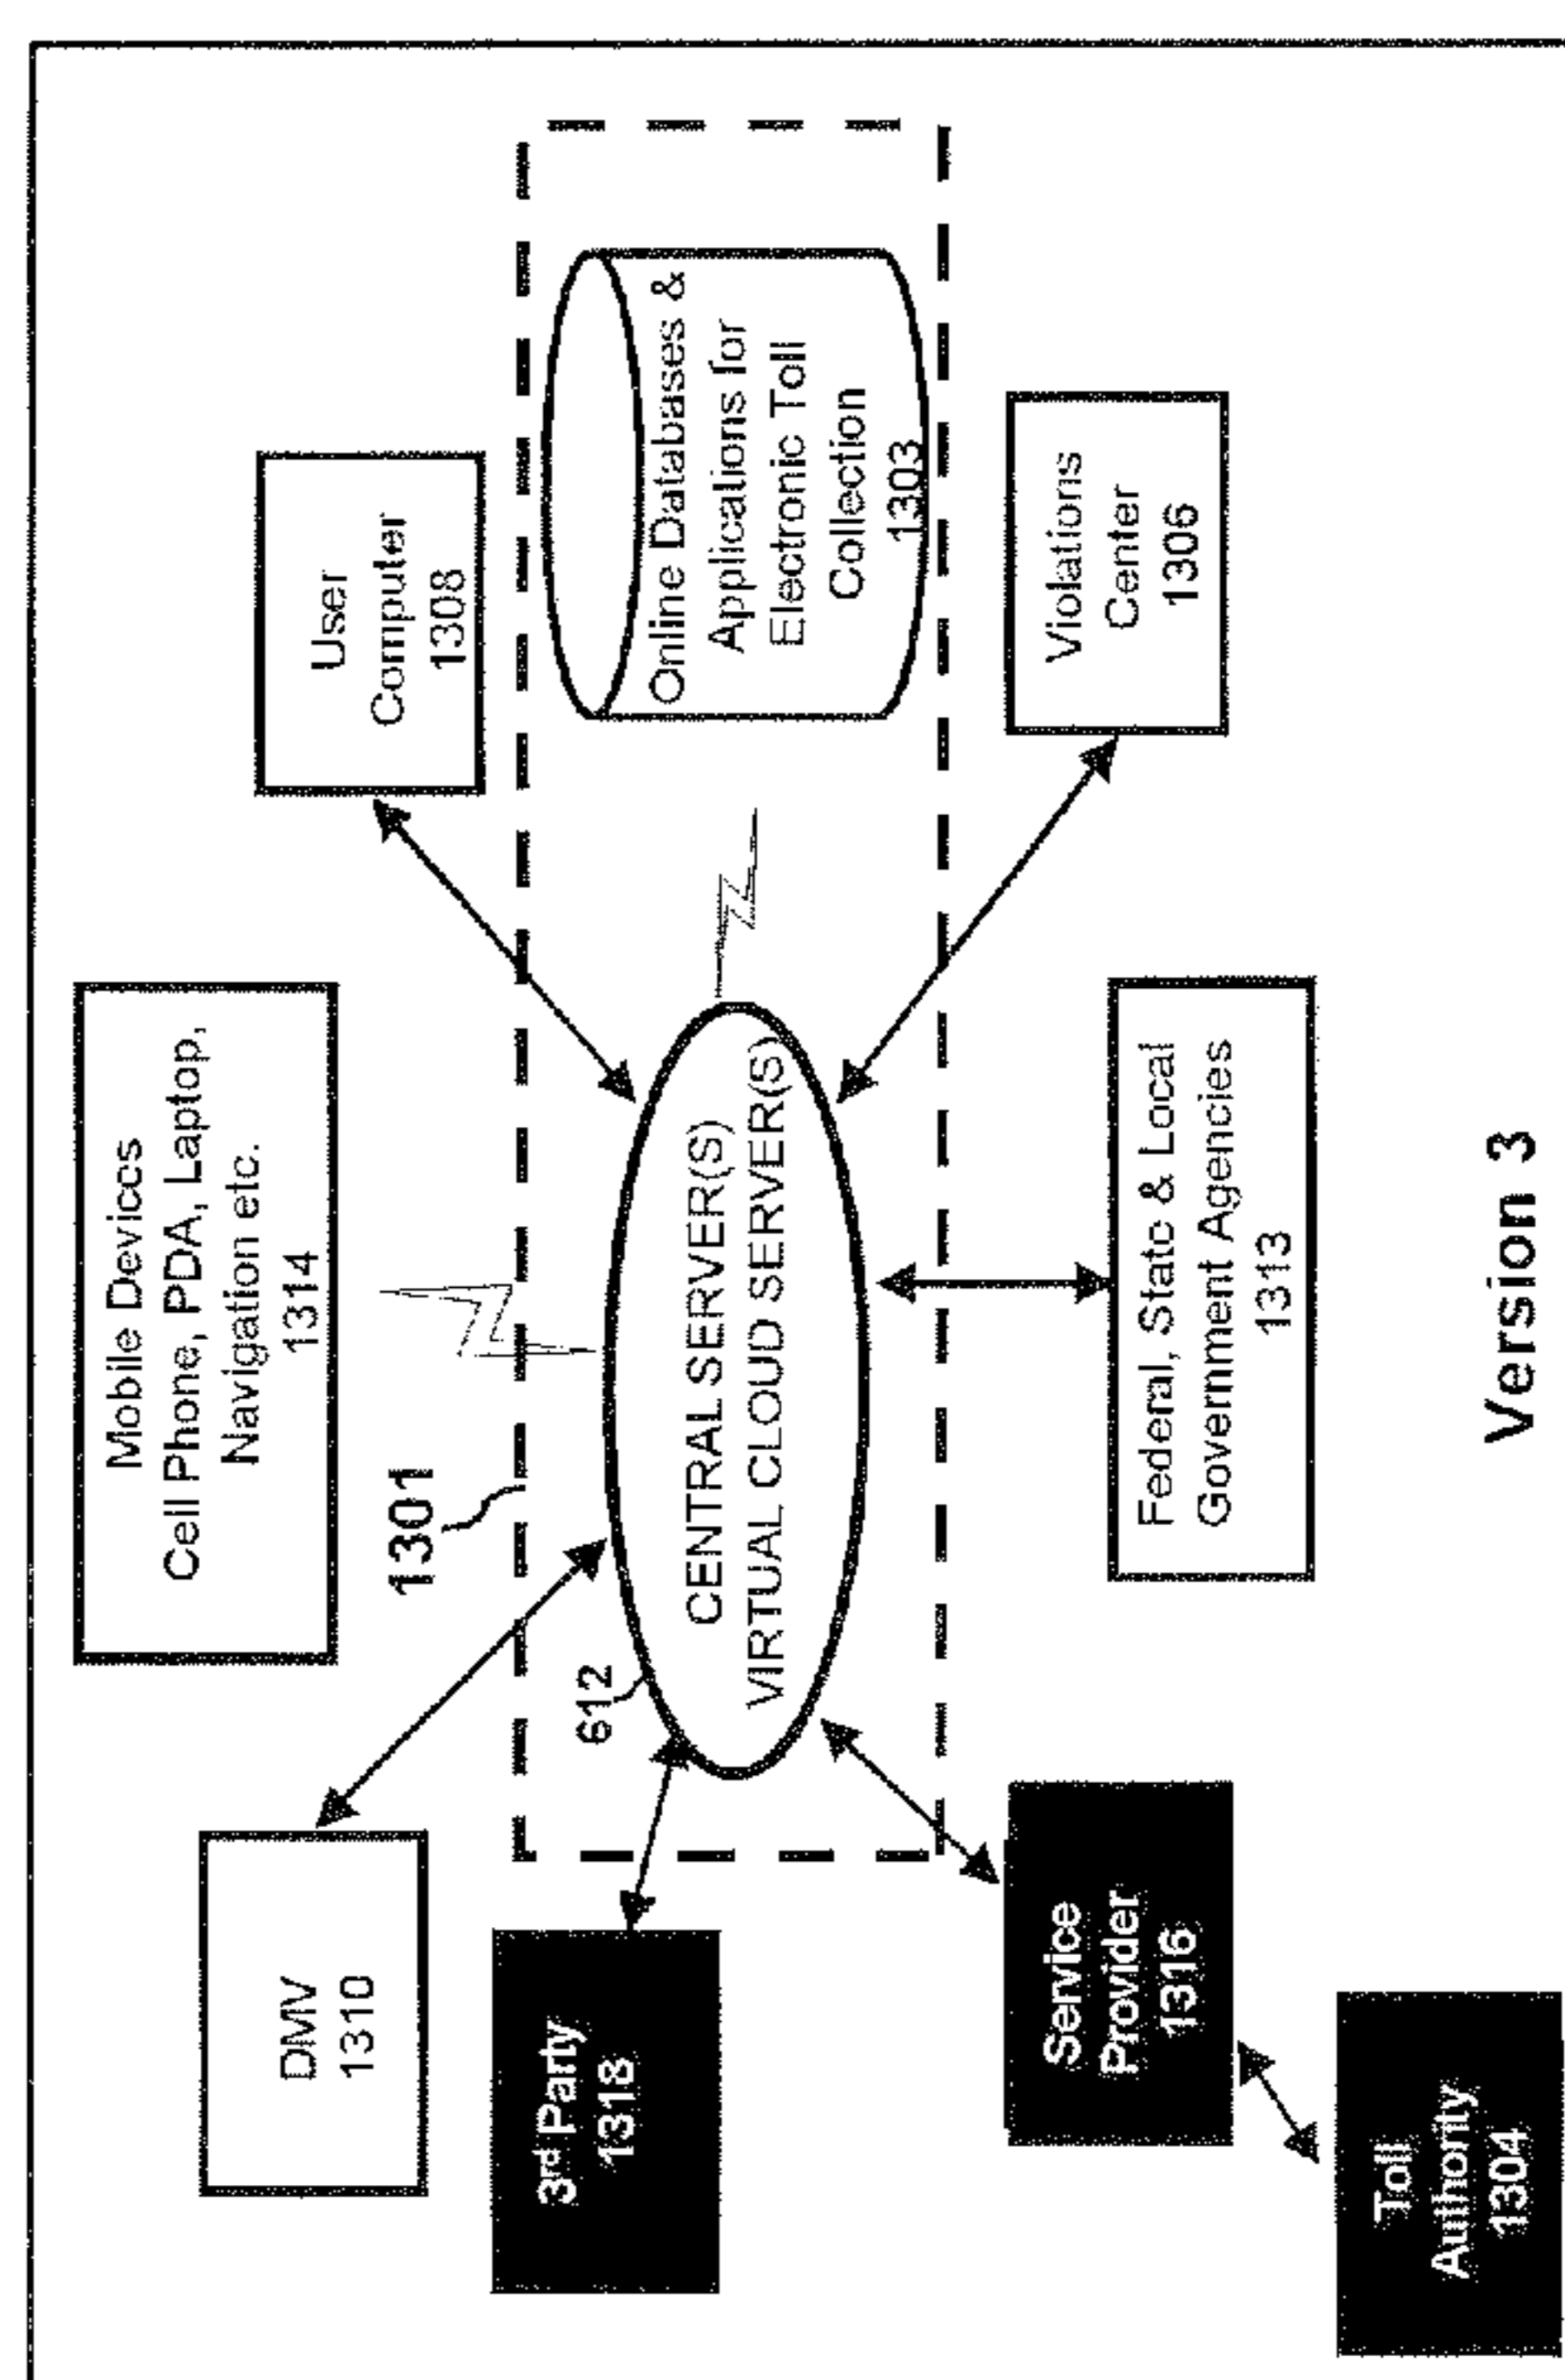 Mobile Devices
Cell Phone, PDA, Laptop,
Navigation etc.
1314
DMV
1310
User
Computer
1308
1301
3rd Party
1318
612
CENTRAL SERVER(S)
VIRTUAL CLOUD SERVER(S)
Online Databases &
Applications for
Electronic Toll
Collection
1303
Service
Provider
1316
Federal, State & Local
Government Agencies
1313
Violations
Center
1306
Toll
Authority
1304
Version 3